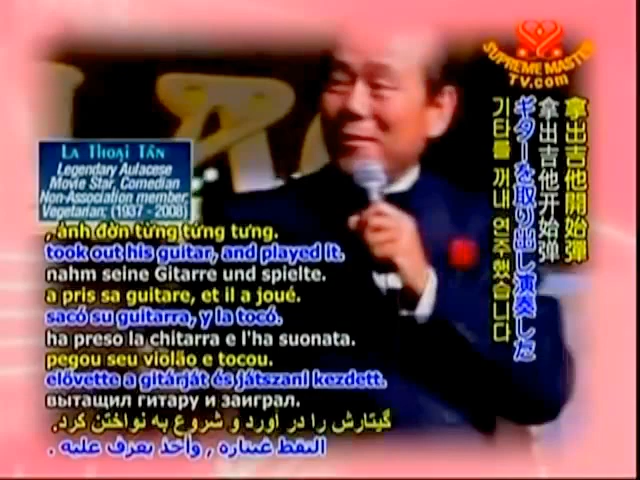 SUPREME MASTER
TV.com
LA THOẠI TÂN
Legendary Aulacese
Movie Star, Comedian
Non-Association member,
Vegetarian; (1937 - 2008)
, ánh đờn tửng tửng tưng.
took out his guitar, and played it.
nahm seine Gitarre und spielte.
a pris sa guitare, et il a joué.
sacó su guitarra, y la tocó.
ha preso la chitarra e l'ha suonata.
pegou seu violão e tocou.
elővette a gitárját és játszani kezdett.
вытащил гитару и заиграл.
گیتارش را در آورد و شروع به نواختن کرد.
التقط غيتاره , وأخذ يعزف عليه .
拿出吉他開始彈
拿出吉他开始弹
ギターを取り出し演奏した
기타를 꺼내 연주했습니다